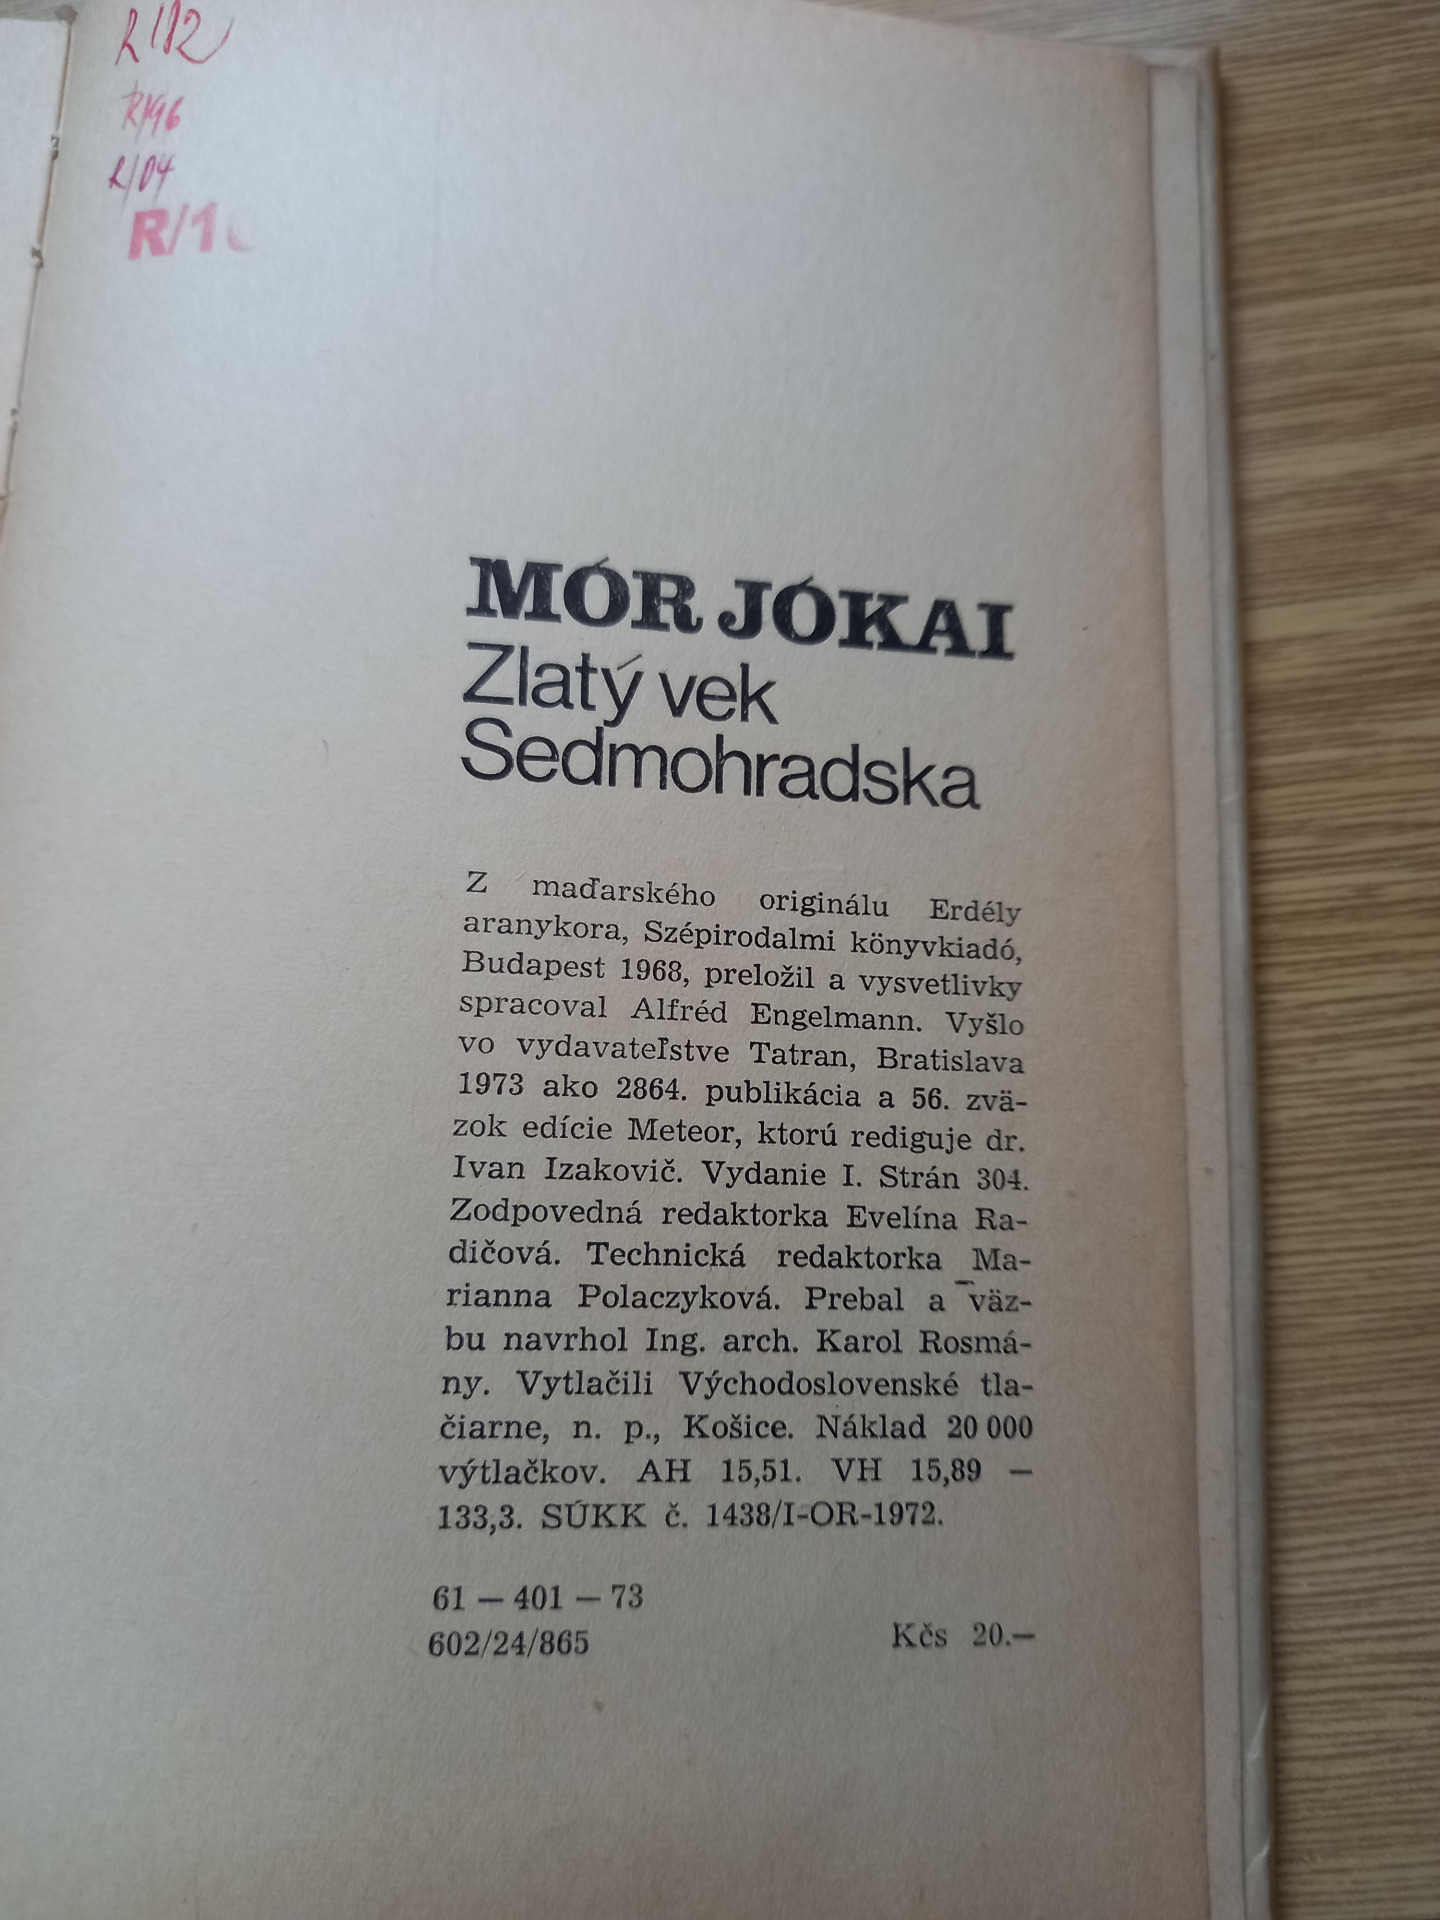 R/96
R/04
R/1
MÓR JÓKAI
Zlatý vek
Sedmohradska
Z maďarského originálu Erdély
aranykora, Szépirodalmi könyvkiadó,
Budapest 1968, preložil a vysvetlivky
spracoval Alfréd Engelmann. Vyšlo
vo vydavateľstve Tatran, Bratislava
1973 ako 2864. publikácia a 56. zvä-
zok edície Meteor, ktorú rediguje dr.
Ivan Izakovič. Vydanie I. Strán 304.
Zodpovedná redaktorka Evelína Ra-
dičová. Technická redaktorka Ma-
rianna Polaczyková. Prebal a väz-
bu navrhol Ing. arch. Karol Rosmá-
ny. Vytlačili Východoslovenské tla-
čiarne, n. p., Košice. Náklad 20 000
výtlačkov. AH 15,51. VH 15,89 —
133,3. SÚKK č. 1438/I-OR-1972.
61 — 401 — 73
602/24/865 Kčs 20.—